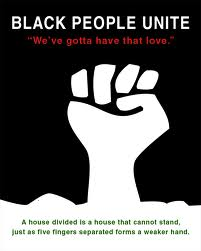 BLACK PEOPLE UNITE
"We've gotta have that love."
A house divided is a house that cannot stand,
just as five fingers separated forms a weaker hand.